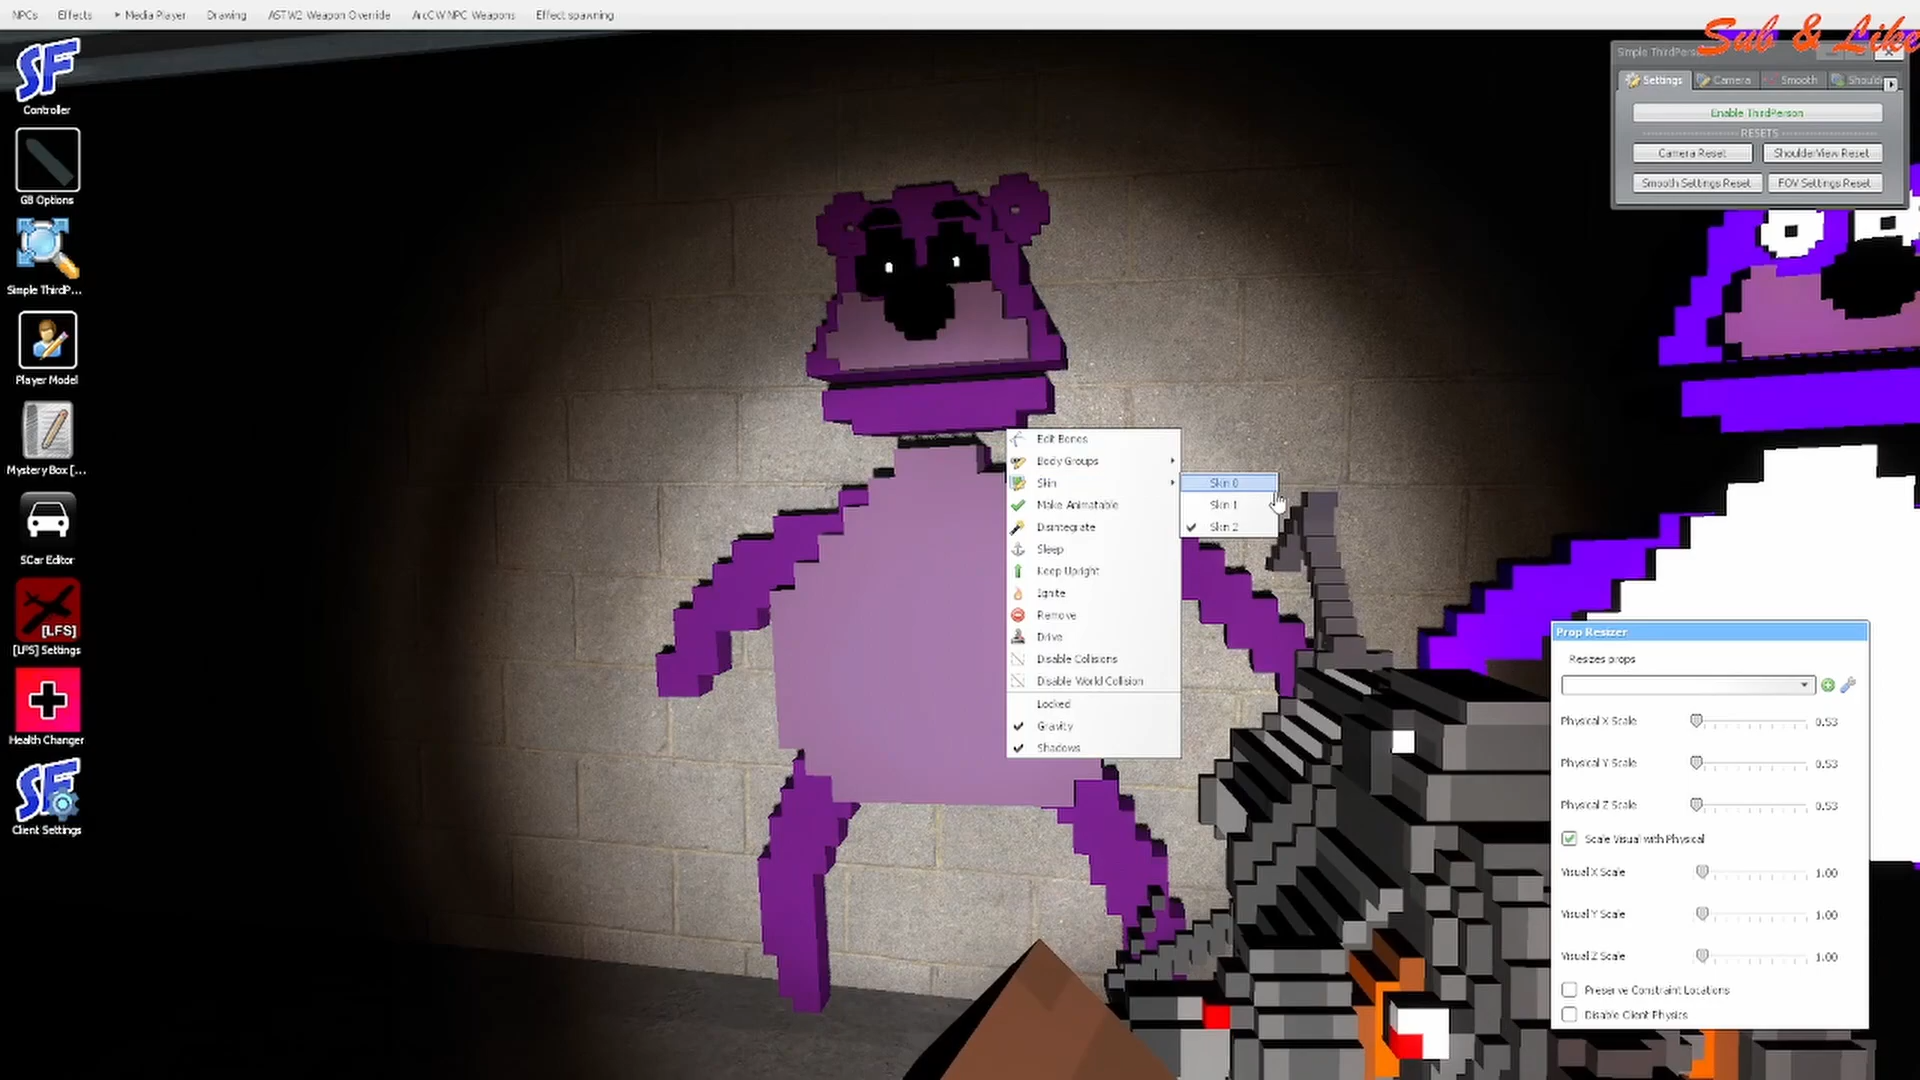 NPCs Effects Media Player Drawing ASTW2 Weapon Override ArcCW NPC Weapons Effect spawning
Sub & Like
Controller
GB Options
Simple ThirdP...
Player Model
Mystery Box [...
SCar Editor
[LFS]
[LFS] Settings
Health Changer
Client Settings
Simple ThirdPerso
Settings Camera Smooth Should
Enable ThirdPerson
RESETS
Camera Reset ShoulderView Reset
Smooth Settings Reset FOV Settings Reset
Edit Bones
Body Groups
Skin
Make Animatable
Disintegrate
Sleep
Keep Upright
Ignite
Remove
Drive
Disable Collisions
Disable World Collision
Locked
Gravity
Shadows
Skin 0
Skin 1
Skin 2
Prop Resizer
Resizes props
Physical X Scale 0.53
Physical Y Scale 0.53
Physical Z Scale 0.53
Scale Visual with Physical
Visual X Scale 1.00
Visual Y Scale 1.00
Visual Z Scale 1.00
Preserve Constraint Locations
Disable Client Physics